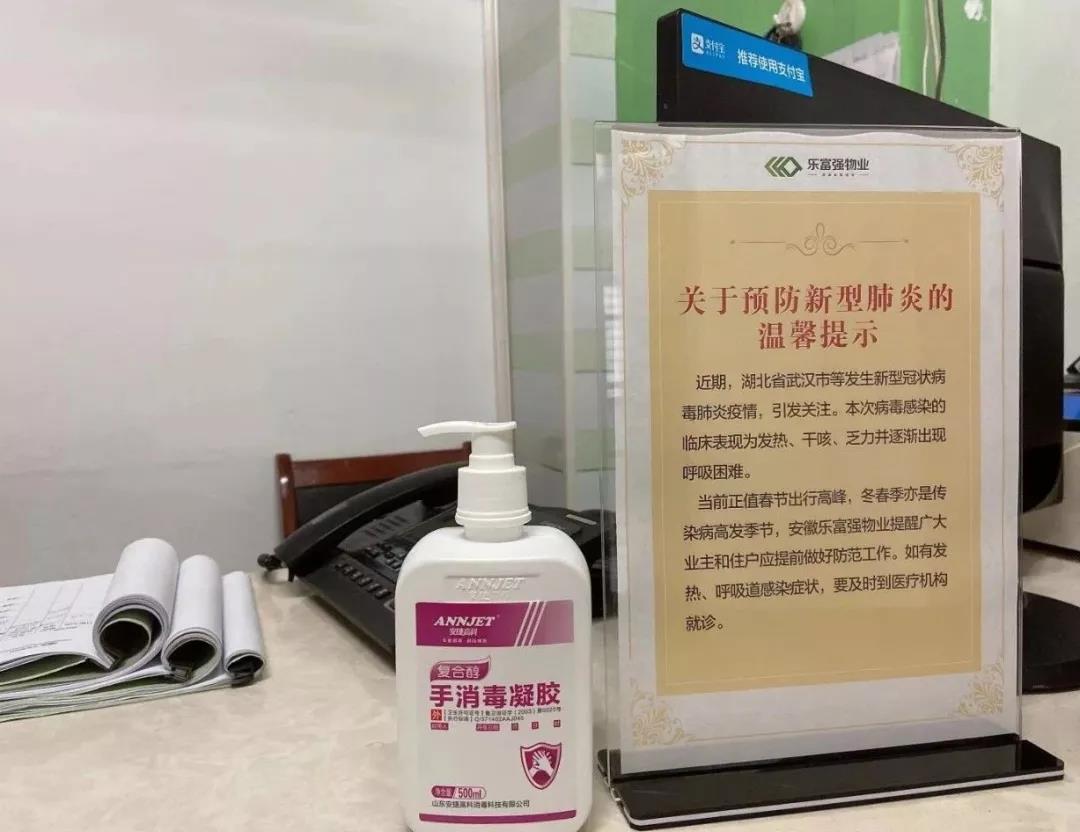 支付宝
ALIPAY
推荐使用支付宝
乐富强物业
关于预防新型肺炎的
温馨提示
近期，湖北省武汉市等发生新型冠状病
毒肺炎疫情，引发关注。本次病毒感染的
临床表现为发热、干咳、乏力并逐渐出现
呼吸困难。
当前正值春节出行高峰，冬春季亦是传
染病高发季节，安徽乐富强物业提醒广大
业主和住户应提前做好防范工作。如有发
热、呼吸道感染症状，要及时到医疗机构
就诊。
ANNJET
ANNJET
安捷高科
复合醇
手消毒凝胶
外
净含量 500ml
山东安捷高科消毒科技有限公司